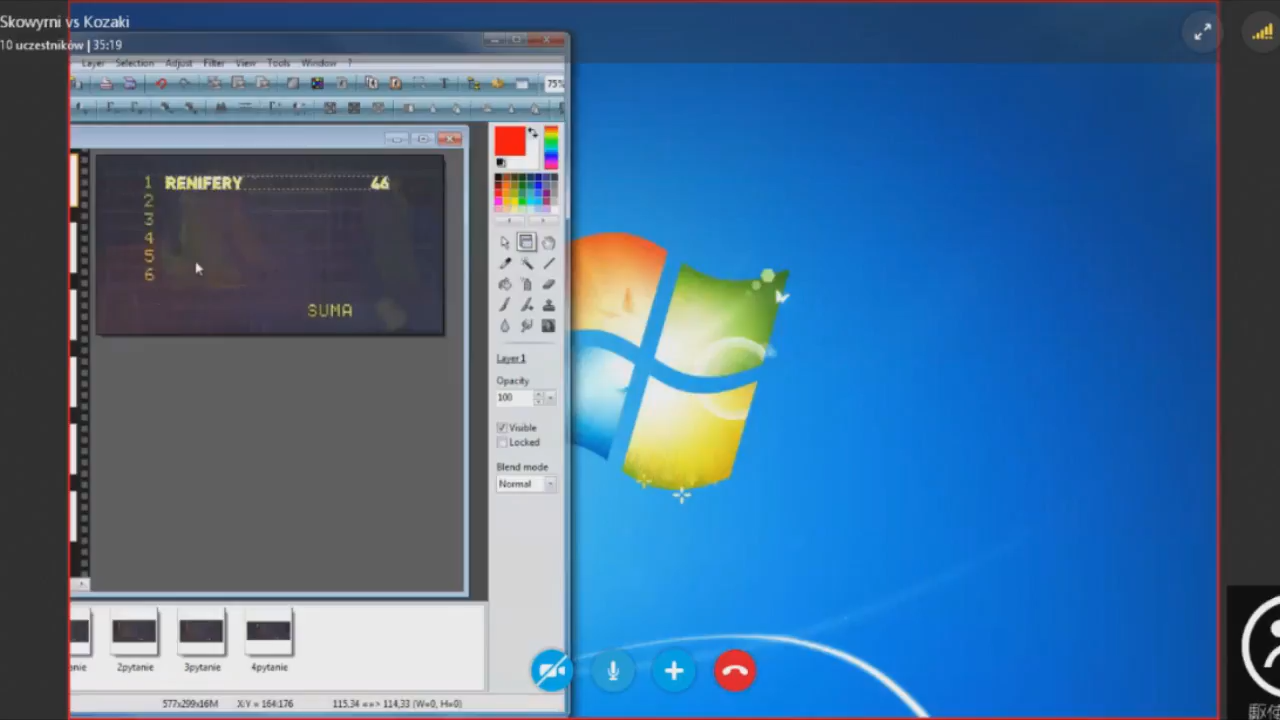 Skowyrni vs Kozaki
10 uczestników | 35:19
Layer Selection Adjust Filter View Tools Window ?
75%
1 RENIFERY 46
2
3
4
5
6
SUMA
Layer1
Opacity
100
Visible
Locked
Blend mode
Normal
2pytanie 3pytanie 4pytanie
577x299x16M X/Y = 164:176 115,34 <=> 114,33 (W=0, H=0)